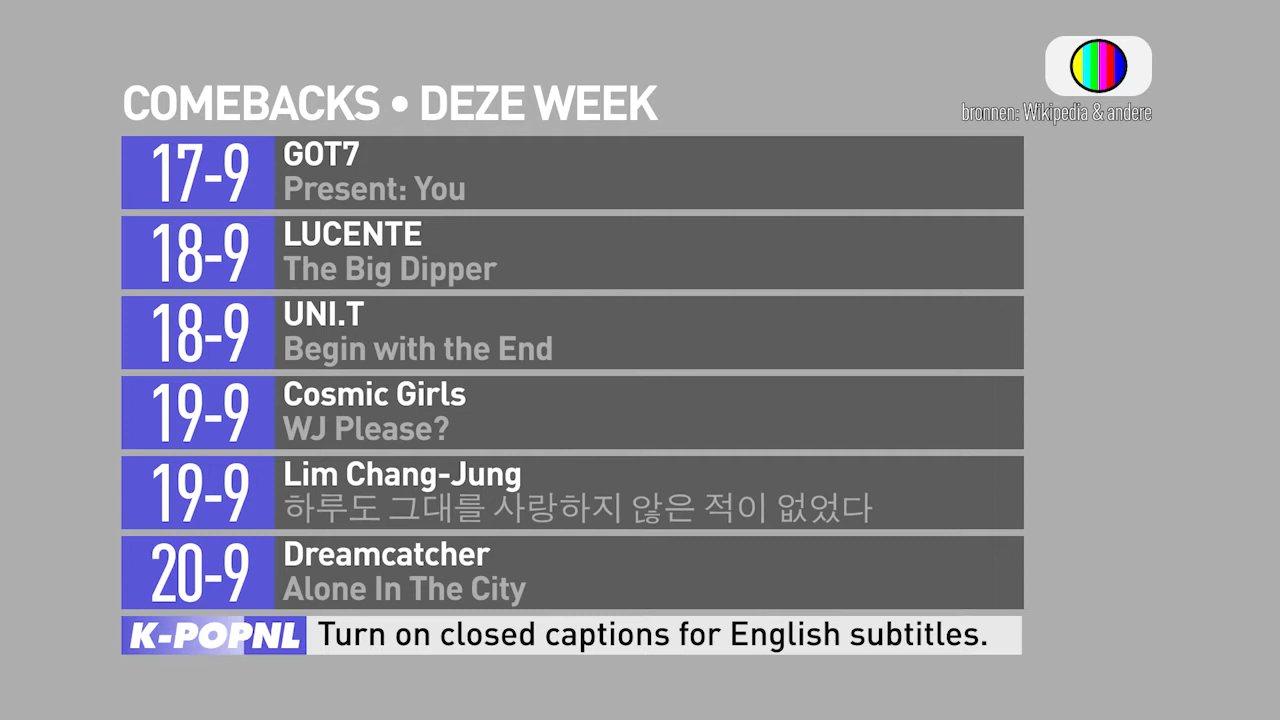 COMEBACKS • DEZE WEEK
bronnen: Wikipedia & andere
17-9
GOT7
Present: You
18-9
LUCENTE
The Big Dipper
18-9
UNI.T
Begin with the End
19-9
Cosmic Girls
WJ Please?
19-9
Lim Chang-Jung
하루도 그대를 사랑하지 않은 적이 없었다
20-9
Dreamcatcher
Alone In The City
K-POPNL
Turn on closed captions for English subtitles.